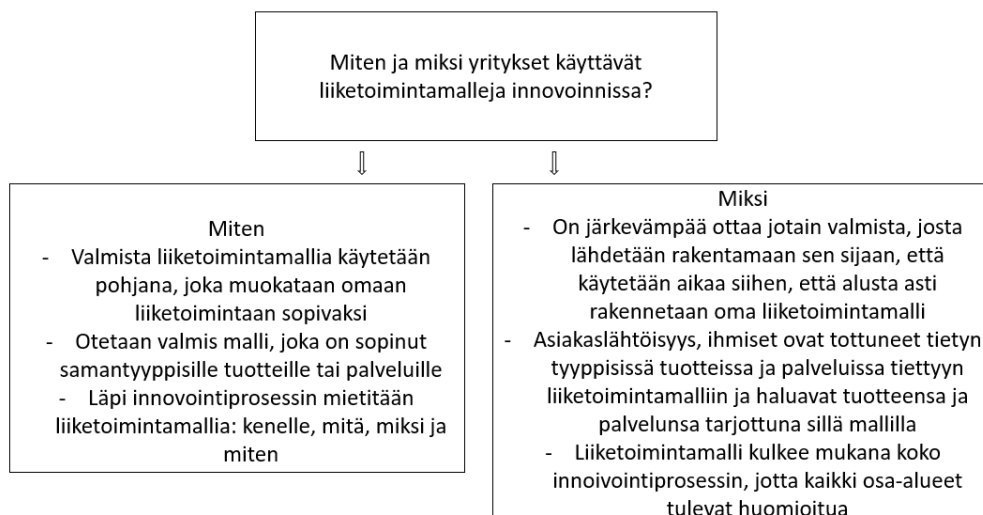 Miten ja miksi yritykset käyttävät
liiketoimintamalleja innovoinnissa?
Miten
- Valmista liiketoimintamallia käytetään
pohjana, joka muokataan omaan
liiketoimintaan sopivaksi
- Otetaan valmis malli, joka on sopinut
samantyyppisille tuotteille tai palveluille
- Läpi innovointiprosessin mietitään
liiketoimintamallia: kenelle, mitä, miksi ja
miten
Miksi
- On järkevämpää ottaa jotain valmista, josta
lähdetään rakentamaan sen sijaan, että
käytetään aikaa siihen, että alusta asti
rakennetaan oma liiketoimintamalli
- Asiakaslähtöisyys, ihmiset ovat tottuneet tietyn
tyyppisissä tuotteissa ja palveluissa tiettyyn
liiketoimintamalliin ja haluavat tuotteensa ja
palvelunsa tarjottuna sillä mallilla
- Liiketoimintamalli kulkee mukana koko
innoivointiprosessin, jotta kaikki osa-alueet
tulevat huomioitua